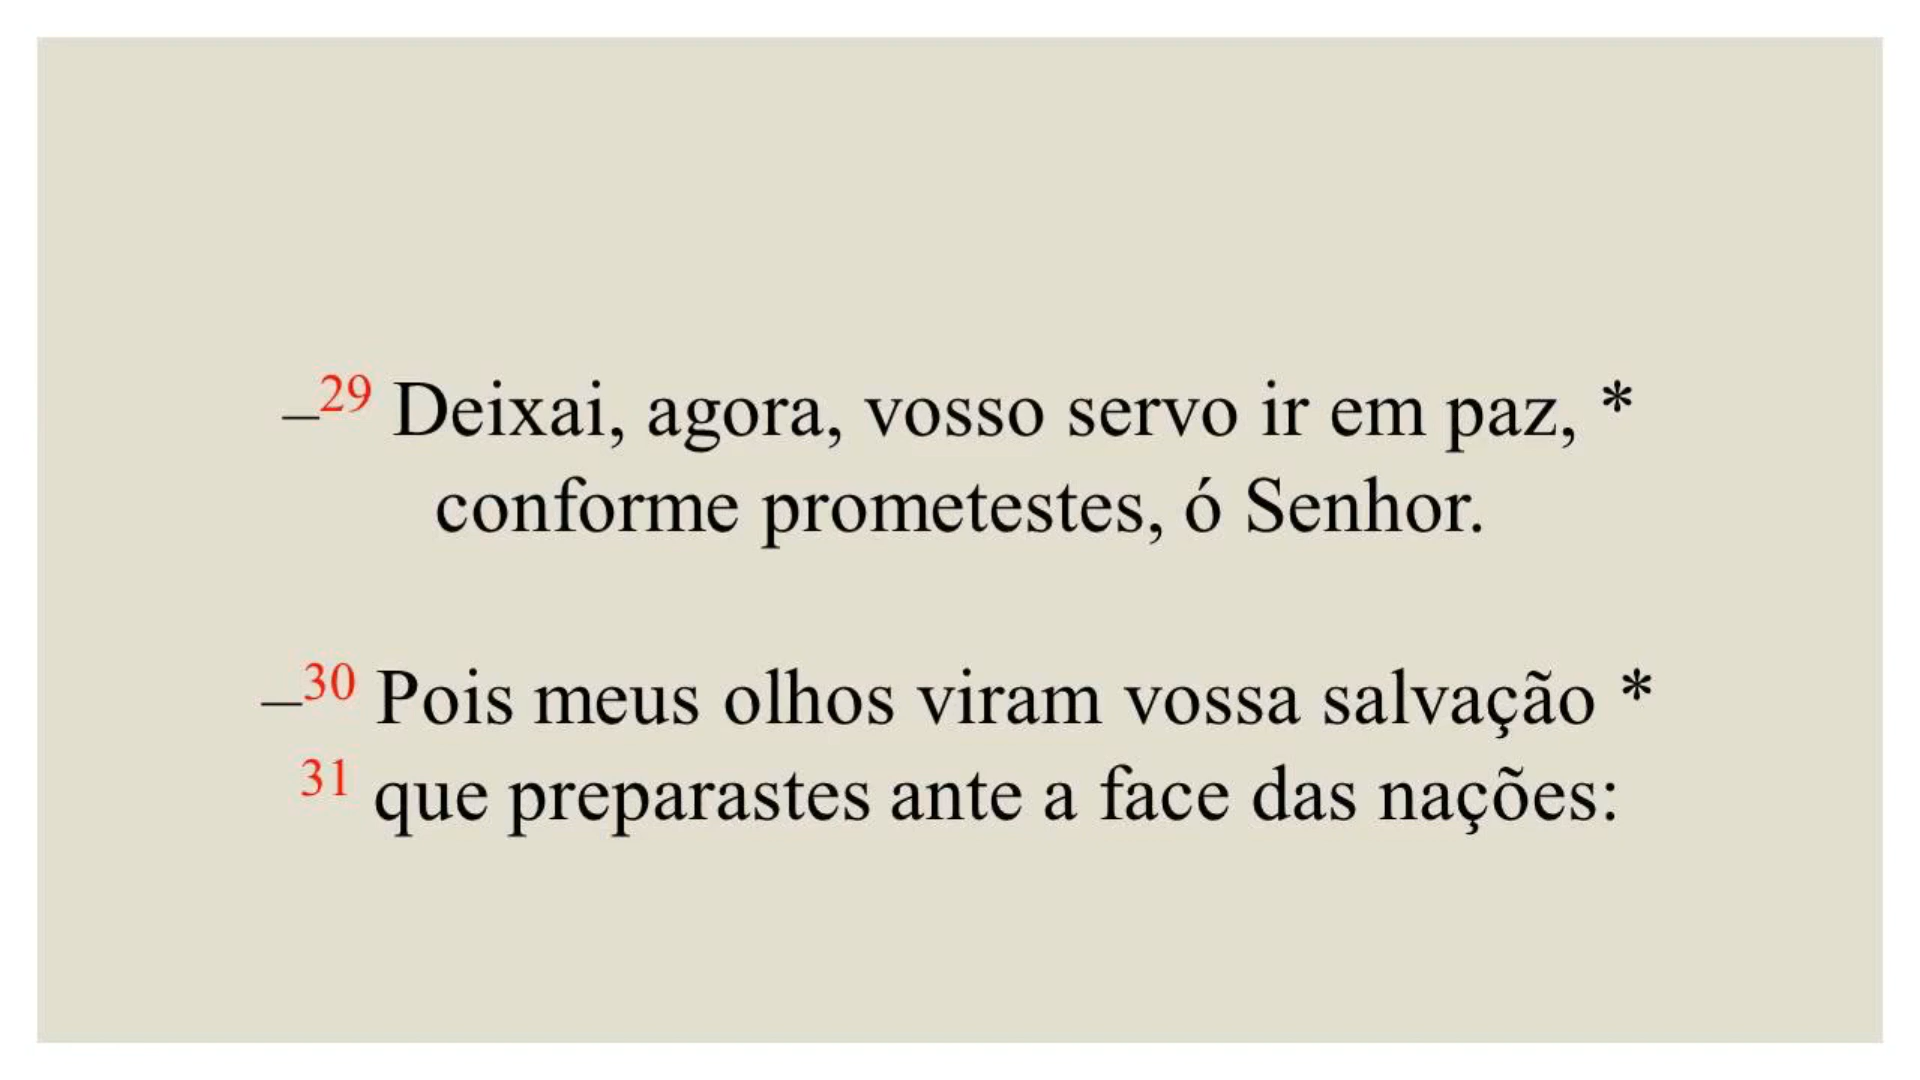 –29 Deixai, agora, vosso servo ir em paz, *
conforme prometestes, ó Senhor.
–30 Pois meus olhos viram vossa salvação *
31 que preparastes ante a face das nações: